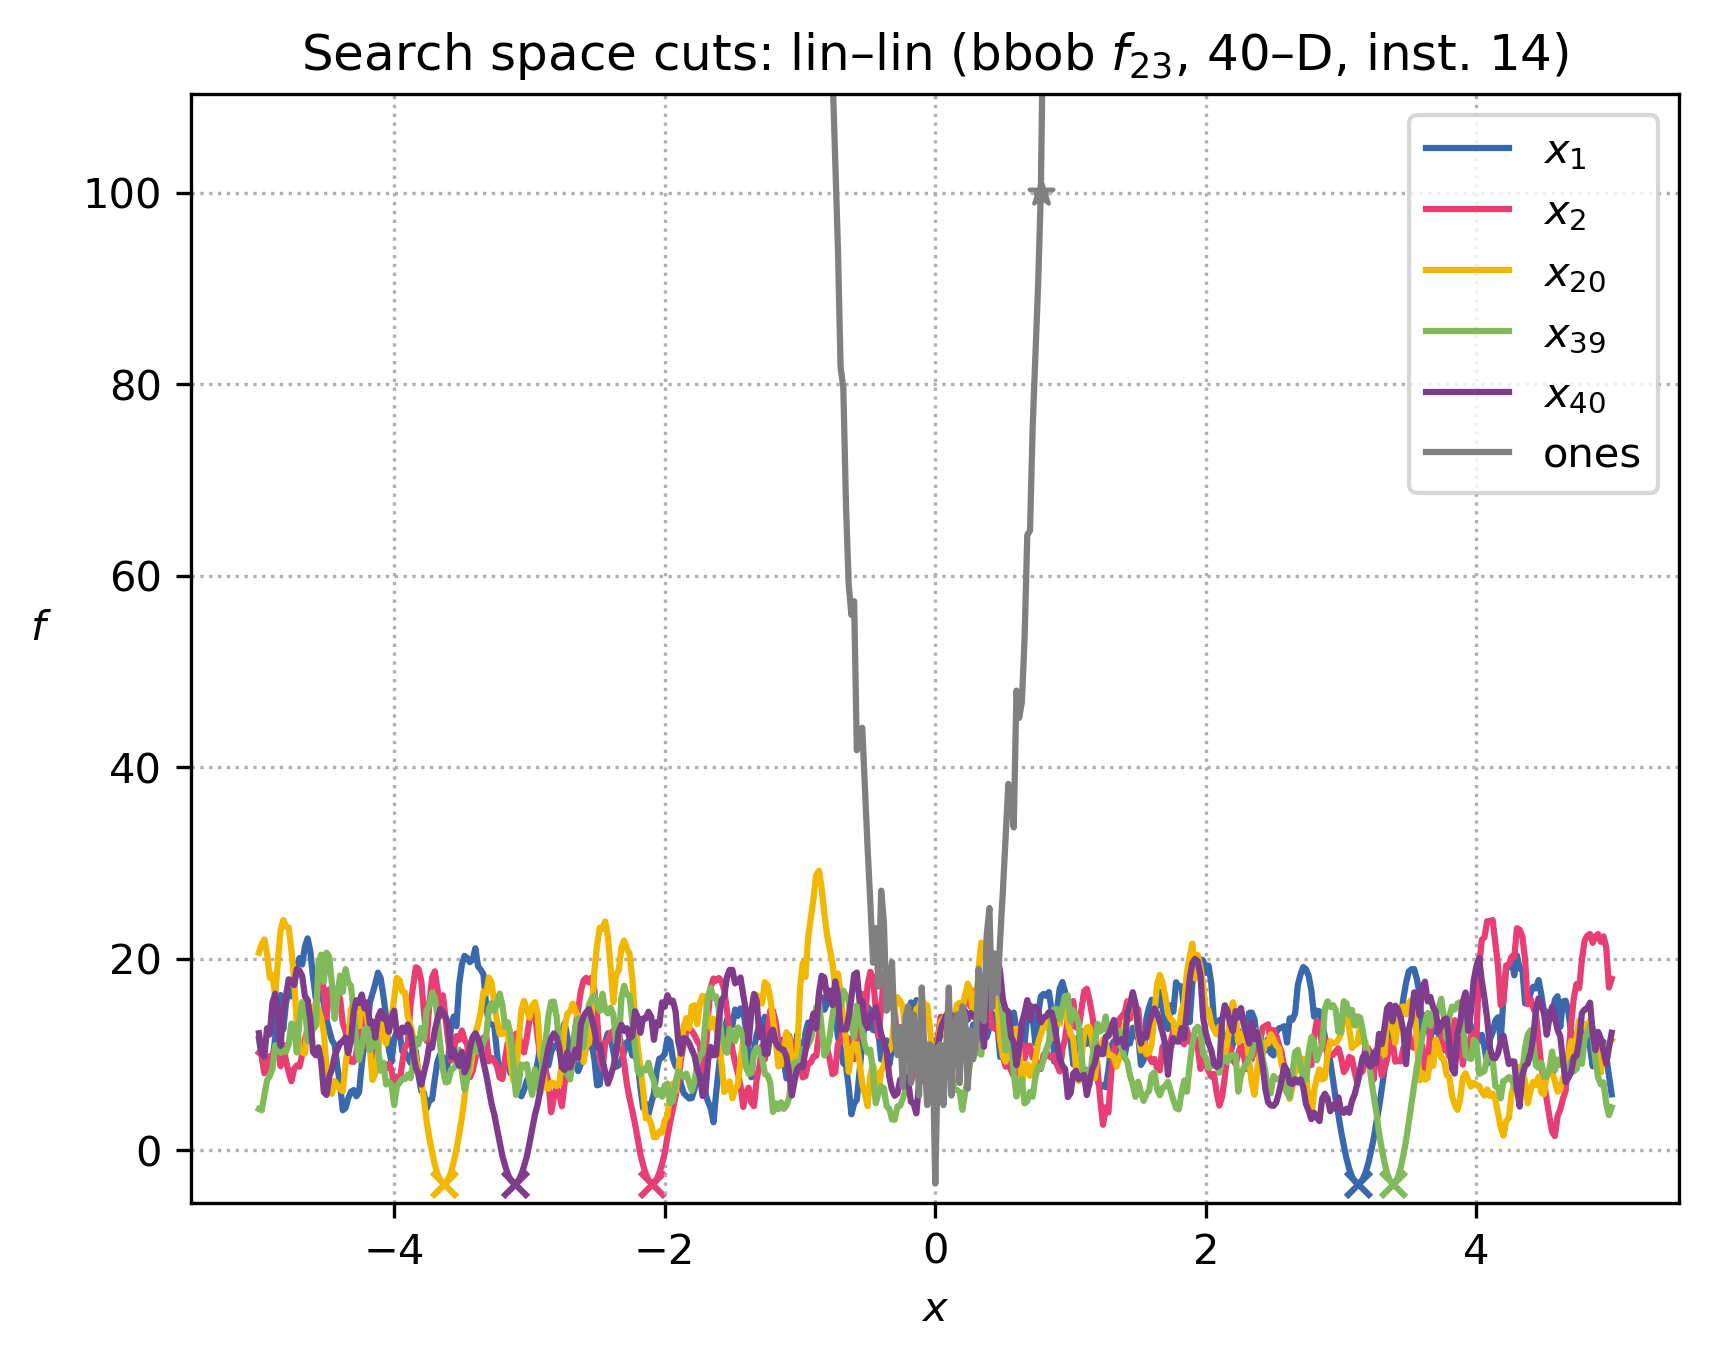 Search space cuts: lin–lin (bbob f23, 40–D, inst. 14)
x1
x2
x20
x39
x40
ones
100
80
60
40
20
0
f
−4 −2 0 2 4
x